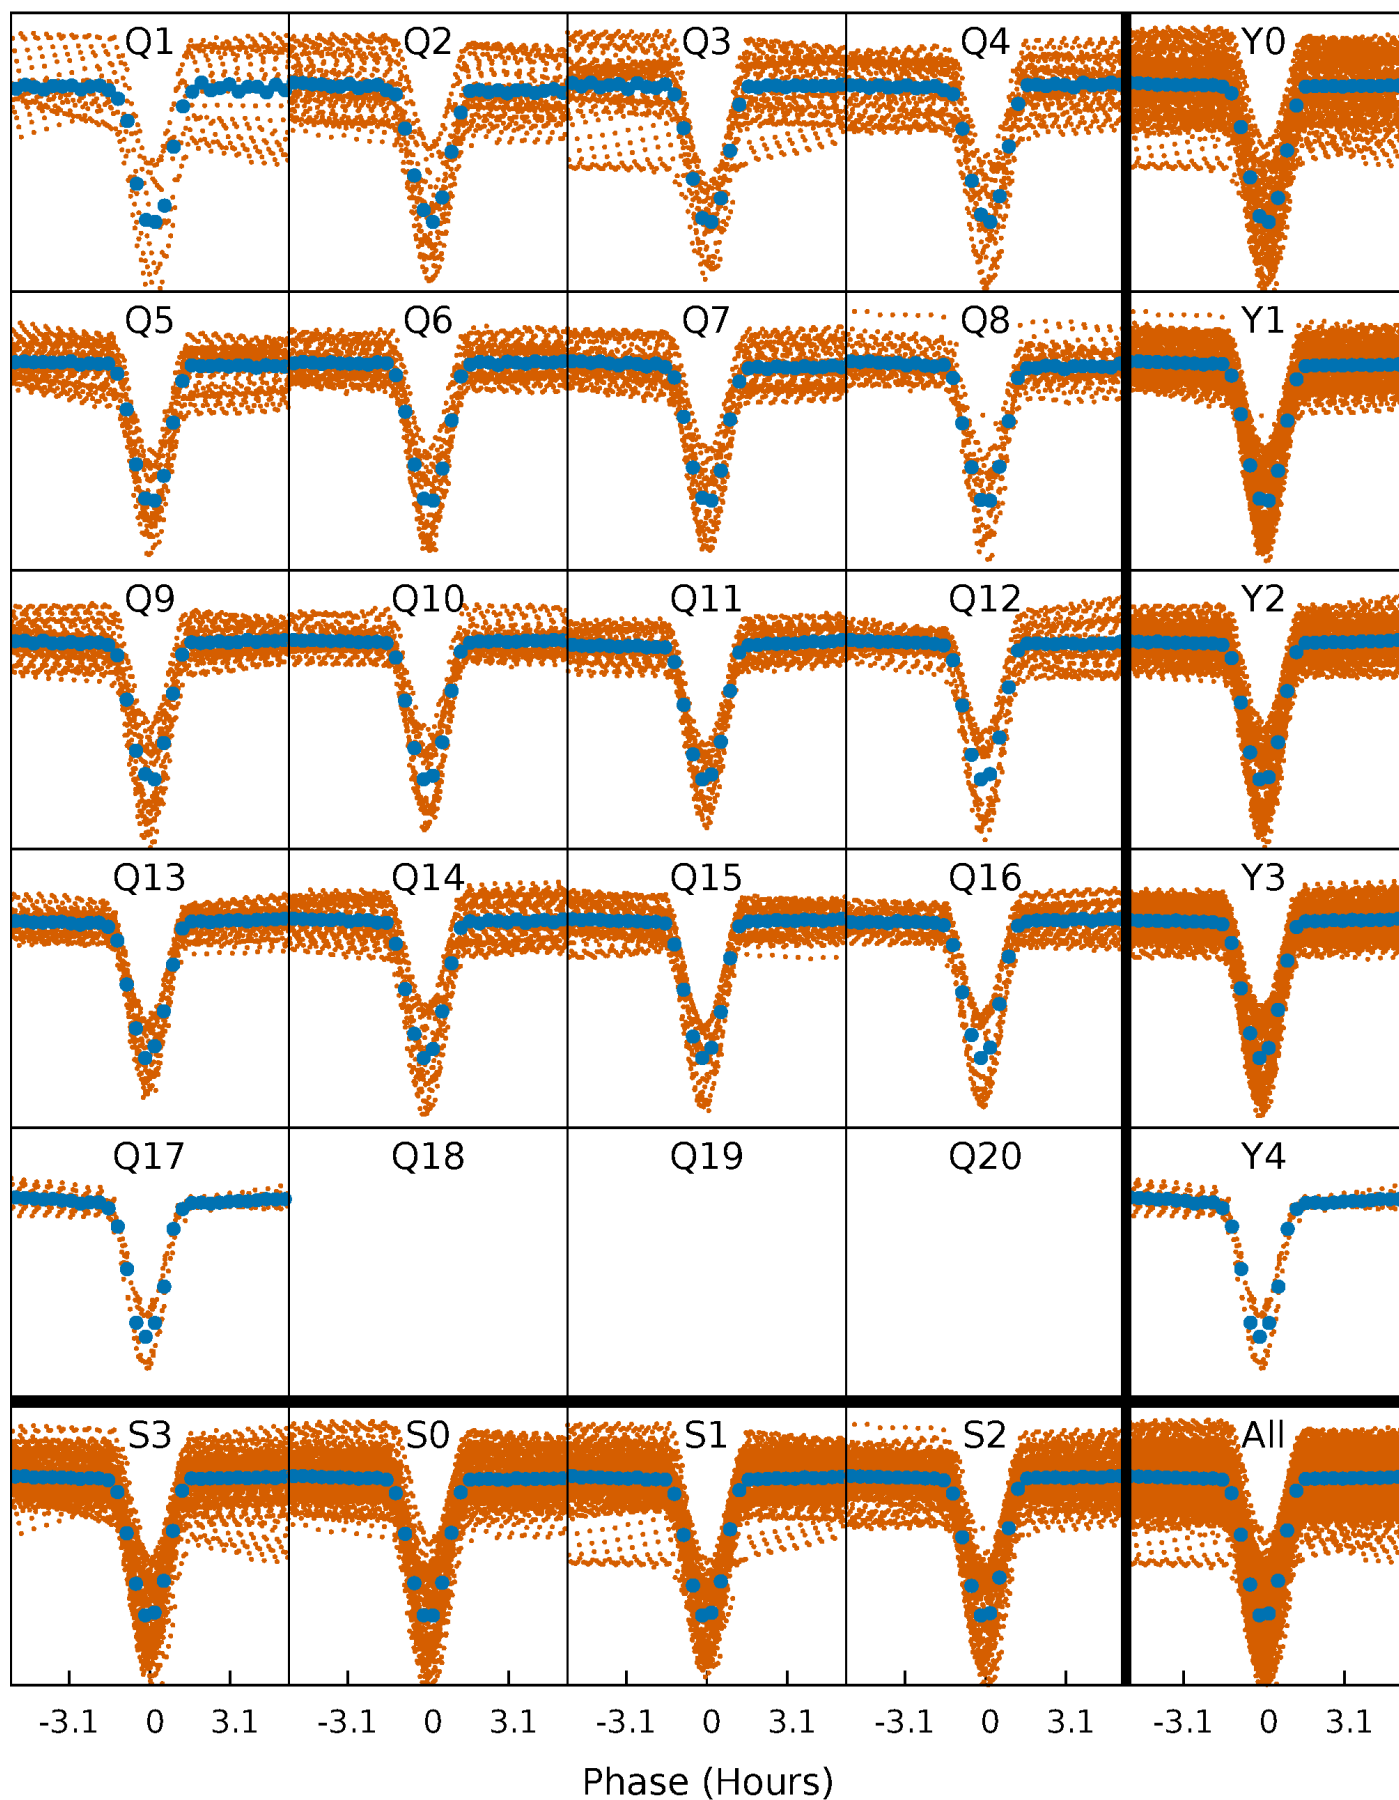 Q1 Q2 Q3 Q4 Y0
Q5 Q6 Q7 Q8 Y1
Q9 Q10 Q11 Q12 Y2
Q13 Q14 Q15 Q16 Y3
Q17 Q18 Q19 Q20 Y4
S3 S0 S1 S2 All
-3.1 0 3.1 -3.1 0 3.1 -3.1 0 3.1 -3.1 0 3.1 -3.1 0 3.1
Phase (Hours)